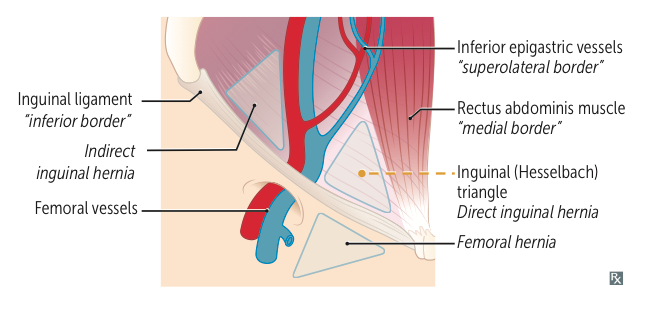 Inferior epigastric vessels
“superolateral border”
Inguinal ligament
“inferior border”
Rectus abdominis muscle
“medial border”
Indirect
inguinal hernia
Inguinal (Hesselbach)
triangle
Direct inguinal hernia
Femoral vessels
Femoral hernia
RX